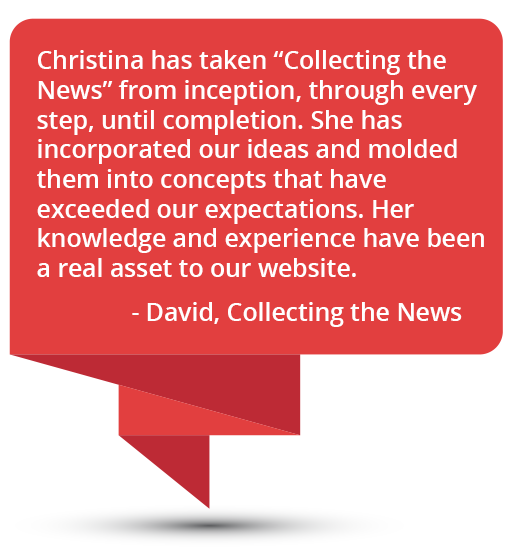 Christina has taken “Collecting the
News” from inception, through every
step, until completion. She has
incorporated our ideas and molded
them into concepts that have
exceeded our expectations. Her
knowledge and experience have been
a real asset to our website.
- David, Collecting the News